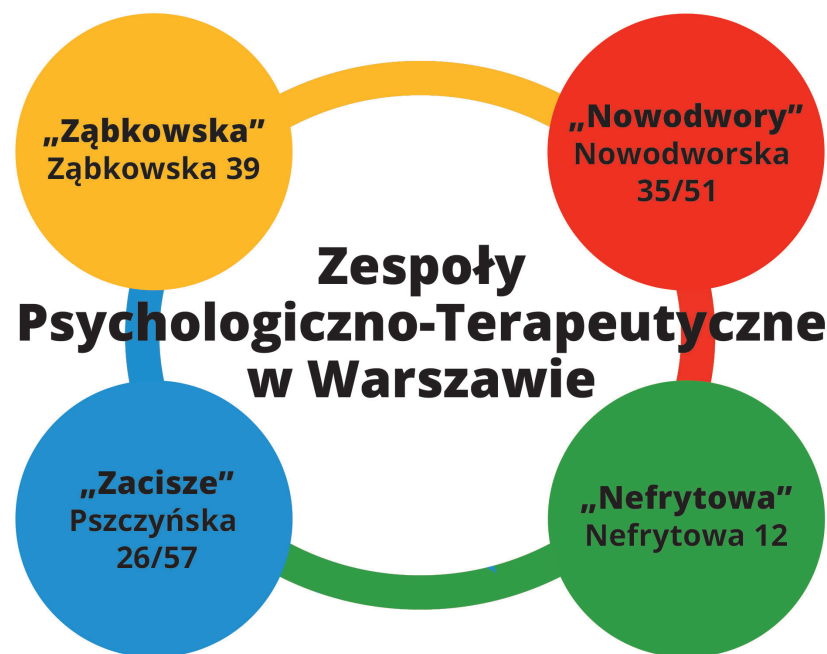 „Ząbkowska”
Ząbkowska 39
„Nowodwory”
Nowodworska
35/51
Zespoły
Psychologiczno-Terapeutyczne
w Warszawie
„Zacisze”
Pszczyńska
26/57
„Nefrytowa”
Nefrytowa 12